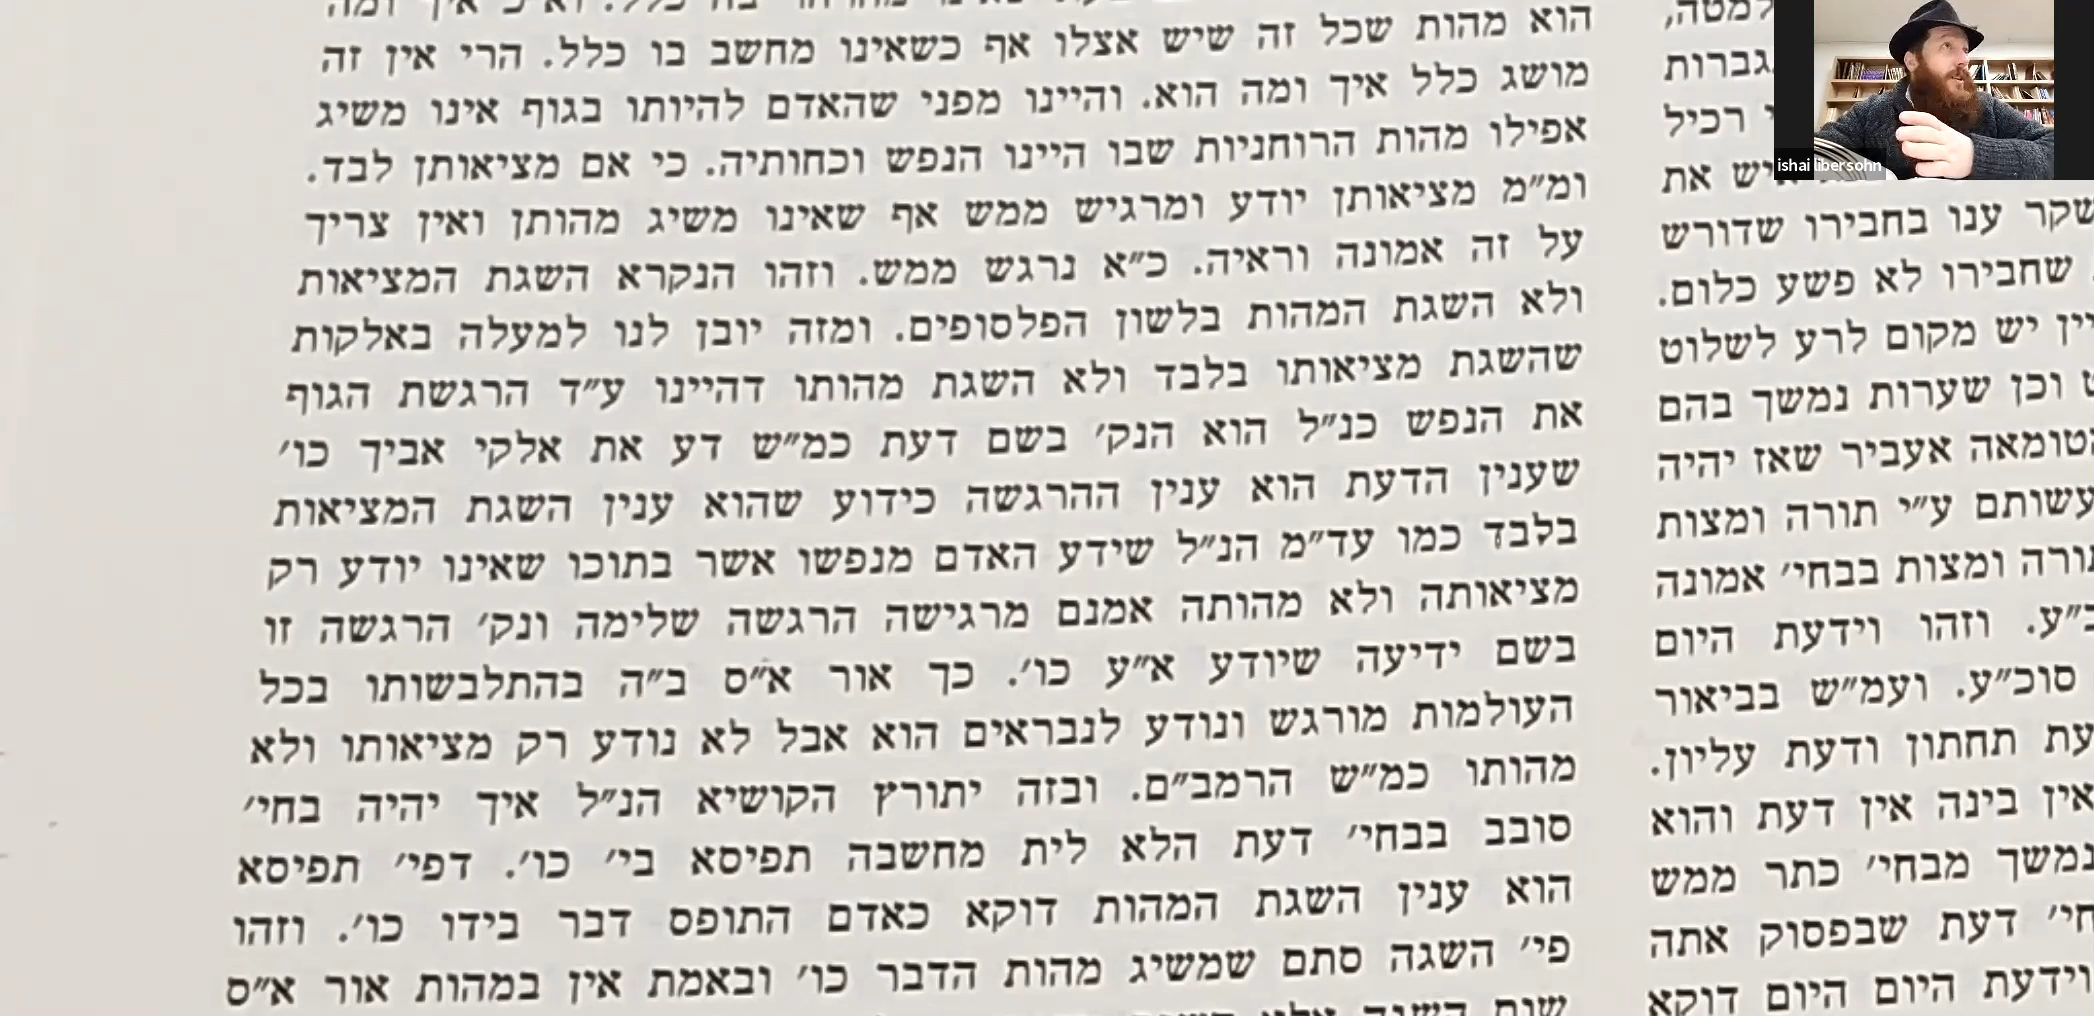 למטה,
גברות
רכיל
איש את
שקר ענו בחבירו שדורש
שחבירו לא פשע כלום.
יש מקום לרע לשלוט
וכן שערות נמשך בהם
הטומאה אעביר שאז יהיה
עשותם ע״י תורה ומצות
תורה ומצות בבחי׳ אמונה
וזהו וידעת היום
סוכ״ע. ועמ״ש בביאור
תחתון ודעת עליון.
אין בינה אין דעת והוא
נמשך מבחי׳ כתר ממש
דעת שבפסוק אתה
וידעת היום היום דוקא
הוא מהות שכל זה שיש אצלו אף כשאינו מחשב בו כלל. הרי אין זה
מושג כלל איך ומה הוא. והיינו מפני שהאדם להיותו בגוף אינו משיג
אפילו מהות הרוחניות שבו היינו הנפש וכחותיה. כי אם מציאותן לבד.
ומ״מ מציאותן יודע ומרגיש ממש אף שאינו משיג מהותן ואין צריך
על זה אמונה וראיה. כ״א נרגש ממש. וזהו הנקרא השגת המציאות
ולא השגת המהות בלשון הפלסופים. ומזה יובן לנו למעלה באלקות
שהשגת מציאותו בלבד ולא השגת מהותו דהיינו ע״ד הרגשת הגוף
את הנפש כנ״ל הוא הנק׳ בשם דעת כמ״ש דע את אלקי אביך כו׳
שענין הדעת הוא ענין ההרגשה כידוע שהוא ענין השגת המציאות
בלבד כמו עד״מ הנ״ל שידע האדם מנפשו אשר בתוכו שאינו יודע רק
מציאותה ולא מהותה אמנם מרגישה הרגשה שלימה ונק׳ הרגשה זו
בשם ידיעה שיודע א״ע כו׳. כך אור א״ס ב״ה בהתלבשותו בכל
העולמות מורגש ונודע לנבראים הוא אבל לא נודע רק מציאותו ולא
מהותו כמ״ש הרמב״ם. ובזה יתורץ הקושיא הנ״ל איך יהיה בחי׳
סובב בבחי׳ דעת הלא לית מחשבה תפיסא בי׳ כו׳. דפי׳ תפיסא
הוא ענין השגת המהות דוקא כאדם התופס דבר בידו כו׳. וזהו
פי׳ השגה סתם שמשיג מהות הדבר כו׳ ובאמת אין במהות אור א״ס
ishai libersohn